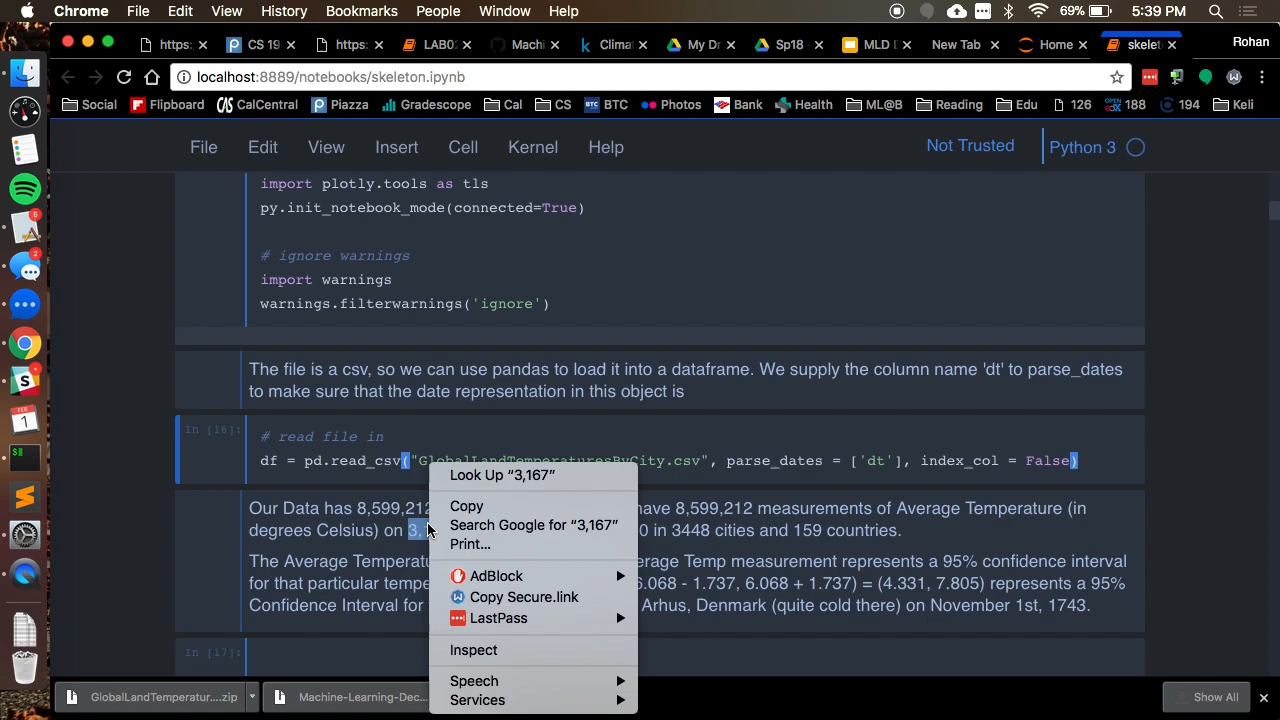 Chrome File Edit View History Bookmarks People Window Help 69% 5:39 PM
https: CS 19 https: LAB0 Machi Climat My Dr Sp18 - MLD D New Tab Home skelet Rohan
localhost:8889/notebooks/skeleton.ipynb
Social Flipboard CalCentral Piazza Gradescope Cal CS BTC Photos Bank Health ML@B Reading Edu 126 188 194 Keli
File Edit View Insert Cell Kernel Help Not Trusted Python 3
import plotly.tools as tls
py.init_notebook_mode(connected=True)
# ignore warnings
import warnings
warnings.filterwarnings('ignore')
The file is a csv, so we can use pandas to load it into a dataframe. We supply the column name 'dt' to parse_dates
to make sure that the date representation in this object is
In [16]: # read file in
df = pd.read_csv("GlobalLandTemperaturesByCity.csv", parse_dates = ['dt'], index_col = False)
Our Data has 8,599,212 have 8,599,212 measurements of Average Temperature (in
degrees Celsius) on 3, 0 in 3448 cities and 159 countries.
The Average Temperatu erage Temp measurement represents a 95% confidence interval
for that particular tempe 6.068 - 1.737, 6.068 + 1.737) = (4.331, 7.805) represents a 95%
Confidence Interval for Arhus, Denmark (quite cold there) on November 1st, 1743.
In [17]:
Look Up “3,167”
Copy
Search Google for “3,167”
Print...
AdBlock
Copy Secure.link
LastPass
Inspect
Speech
Services
GlobalLandTemperatur....zip Machine-Learning-Dec... Show All